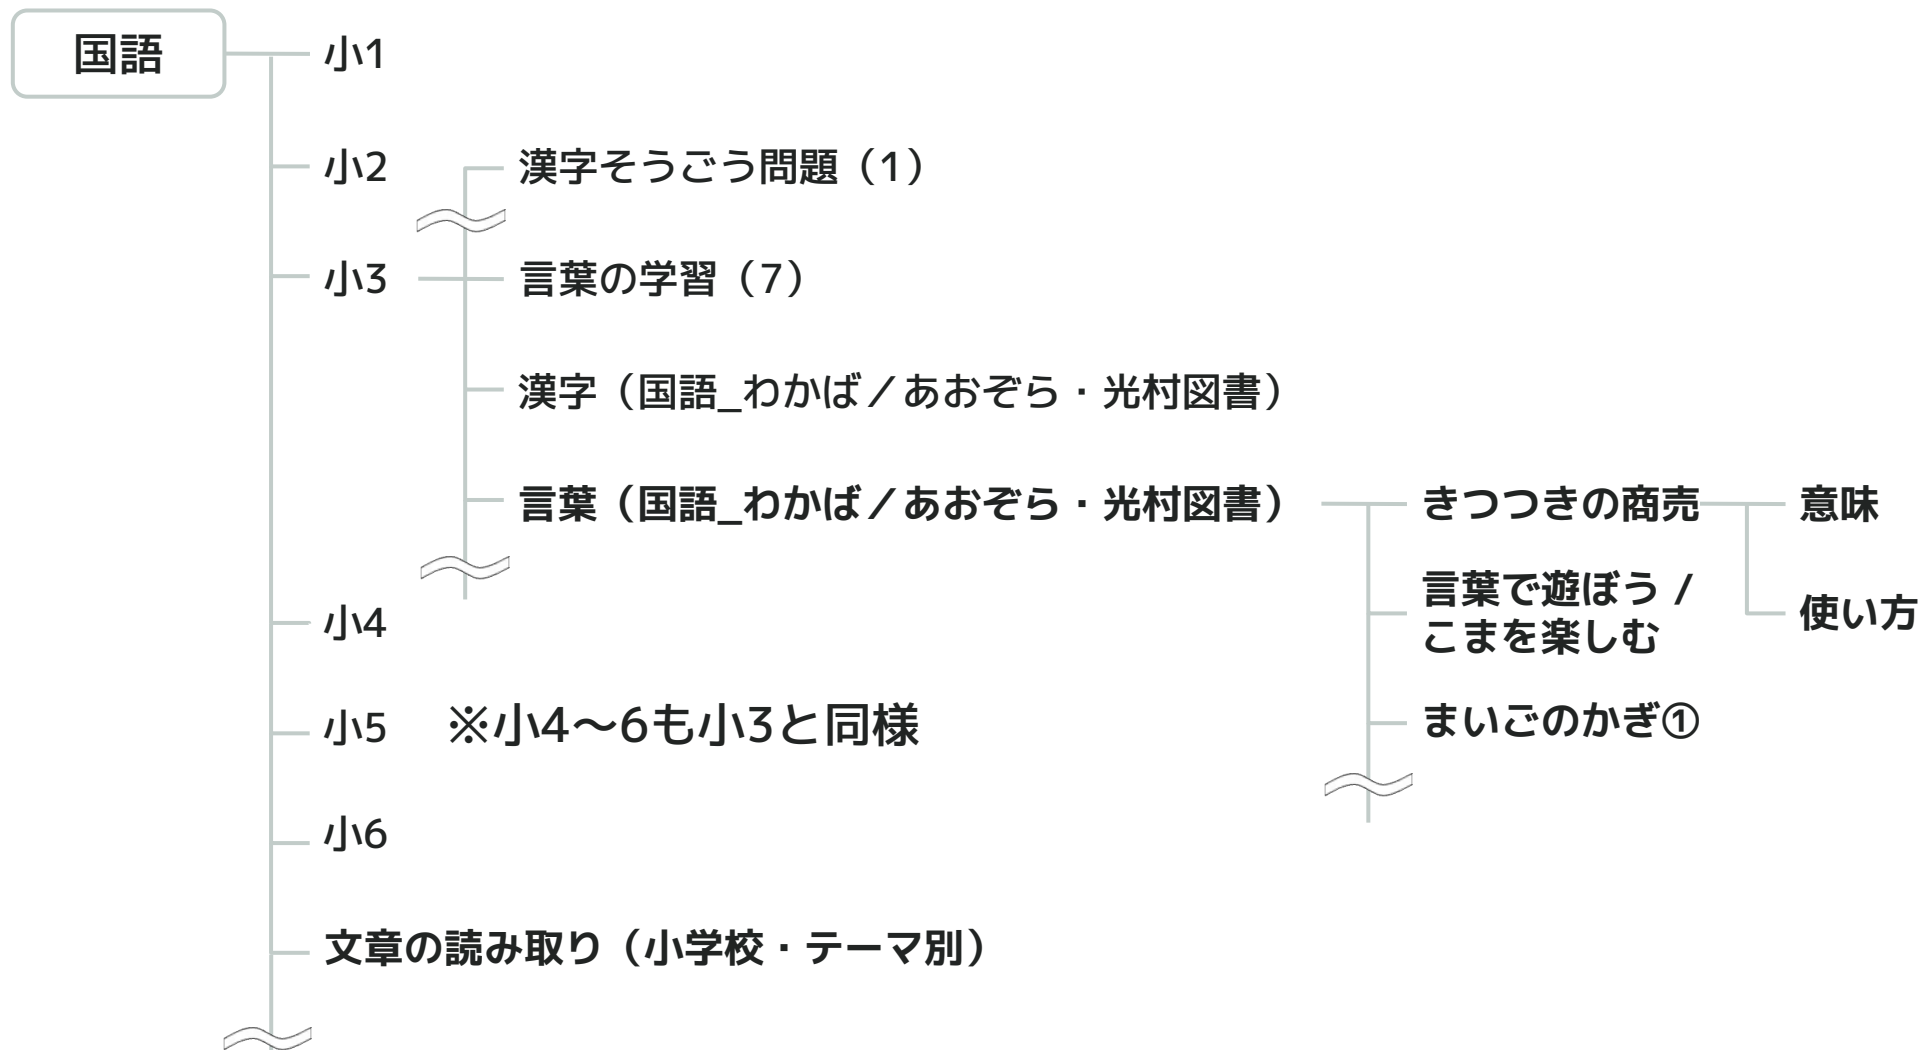 国語
小1
小2
漢字そうごう問題（1）
小3
言葉の学習（7）
漢字（国語_わかば／あおぞら・光村図書）
言葉（国語_わかば／あおぞら・光村図書）
きつつきの商売
意味
言葉で遊ぼう /
こまを楽しむ
使い方
小4
小5
※小4～6も小3と同様
まいごのかぎ①
小6
文章の読み取り（小学校・テーマ別）